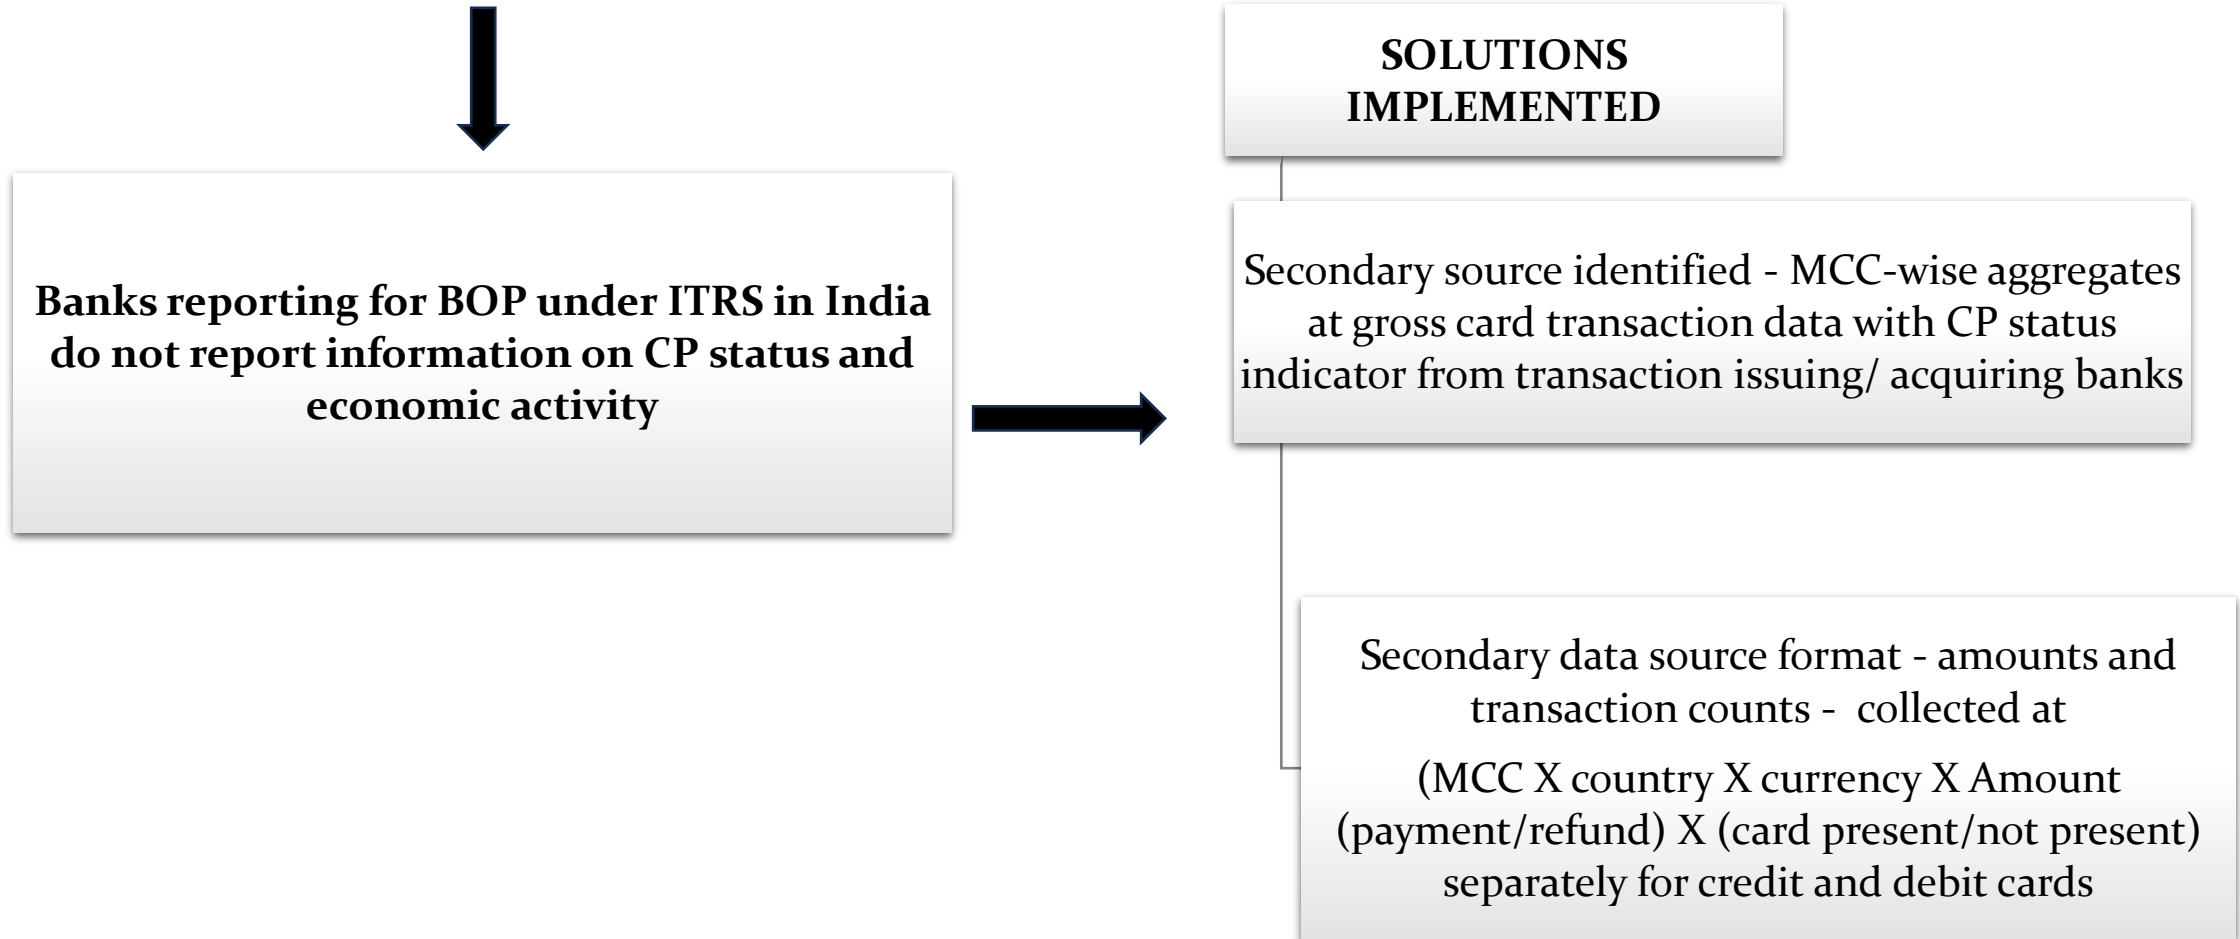 Banks reporting for BOP under ITRS in India
do not report information on CP status and
economic activity
SOLUTIONS
IMPLEMENTED
Secondary source identified - MCC-wise aggregates
at gross card transaction data with CP status
indicator from transaction issuing/ acquiring banks
Secondary data source format - amounts and
transaction counts -  collected at
(MCC X country X currency X Amount
(payment/refund) X (card present/not present)
separately for credit and debit cards